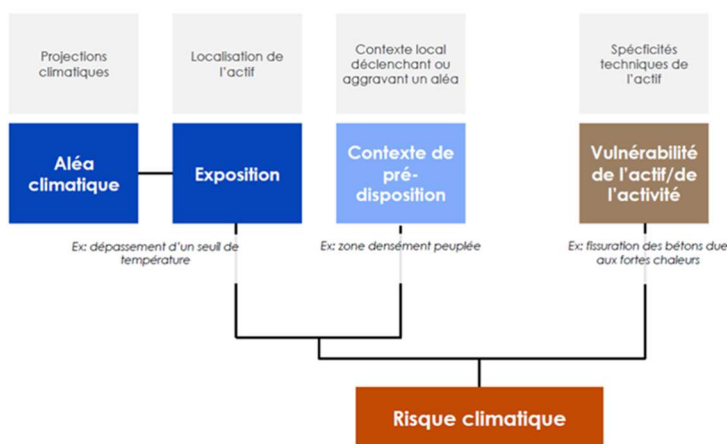 Projections
climatiques
Localisation de
l'actif
Contexte local
déclenchant ou
aggravant un aléa
Spécficités
techniques de
l'actif
Aléa
climatique
Exposition
Contexte de
pré-
disposition
Vulnérabilité
de l'actif/de
l'activité
Ex: dépassement d'un seuil de
température
Ex: zone densément peuplée
Ex: fissuration des bétons due
aux fortes chaleurs
Risque climatique